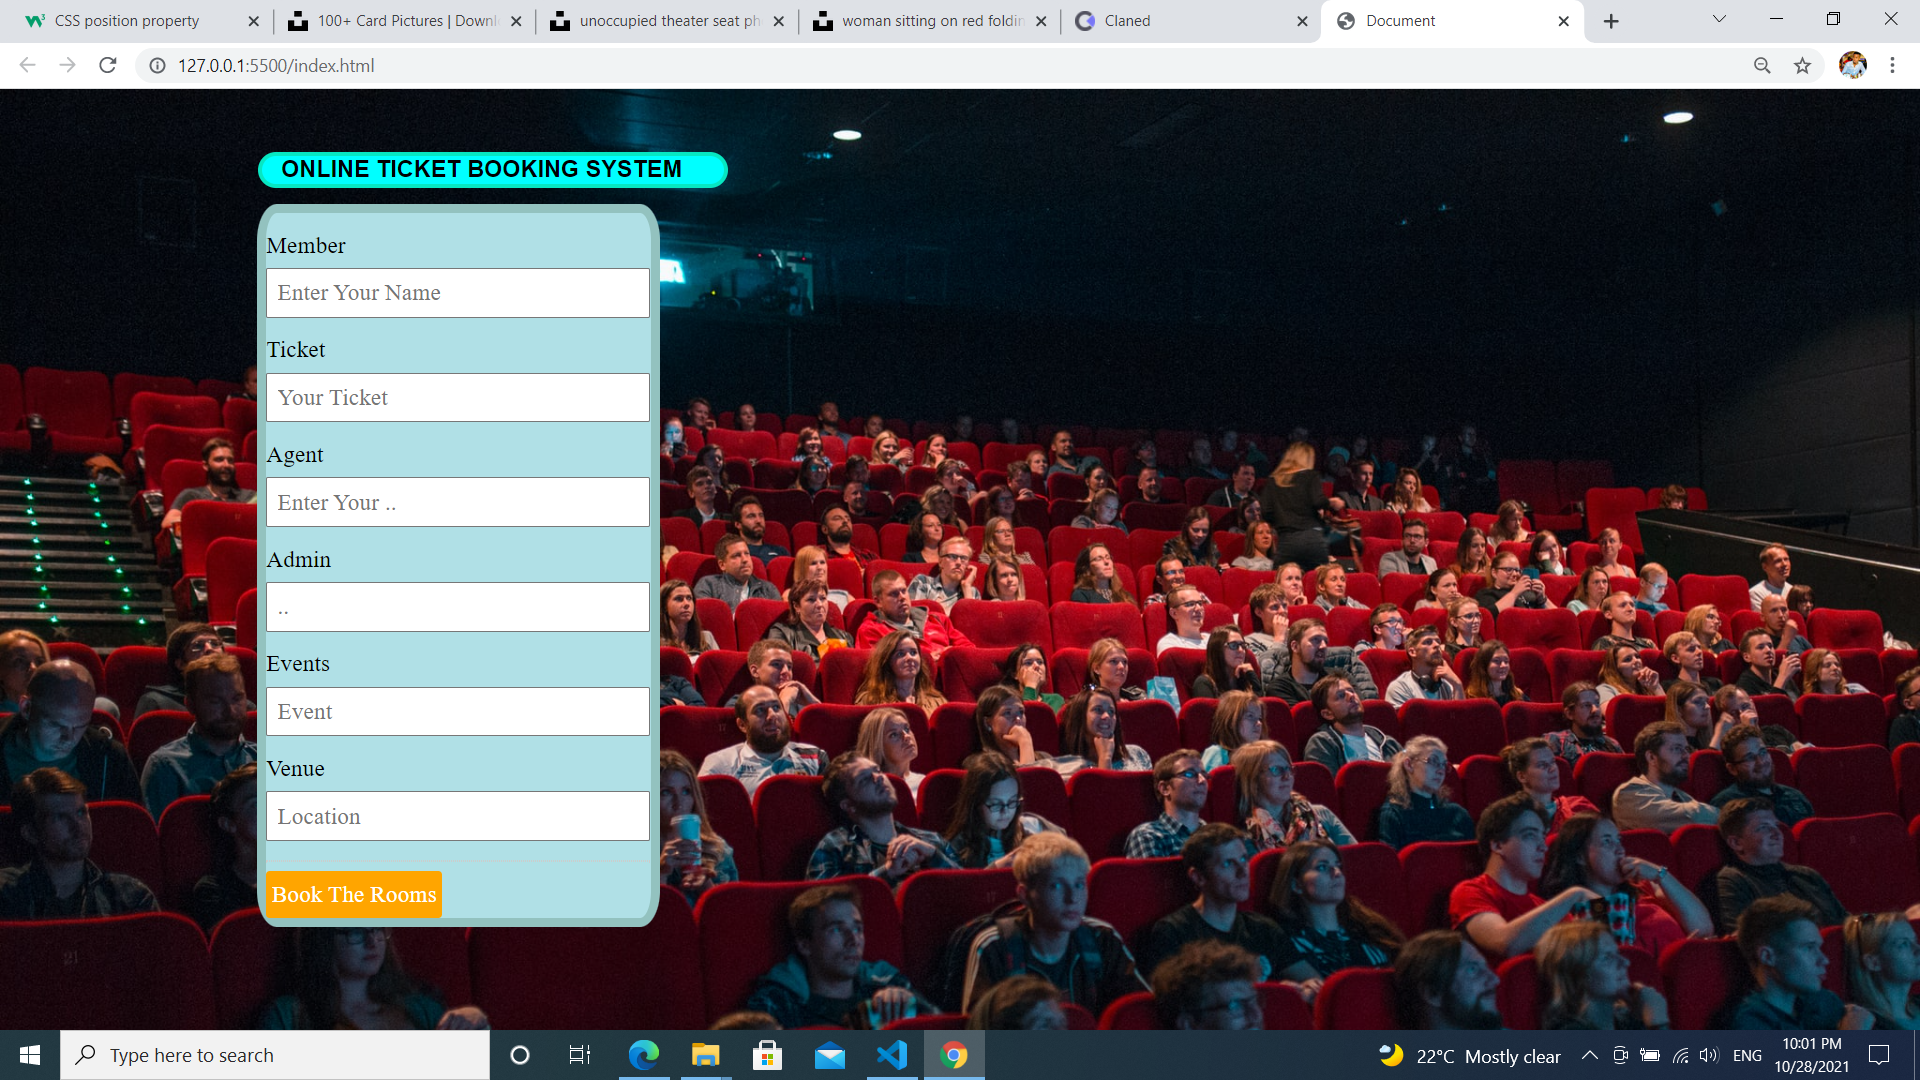 CSS position property
100+ Card Pictures | Downl
unoccupied theater seat ph
woman sitting on red foldin
Claned
Document
127.0.0.1:5500/index.html
ONLINE TICKET BOOKING SYSTEM
Member
Enter Your Name
Ticket
Your Ticket
Agent
Enter Your ..
Admin
..
Events
Event
Venue
Location
Book The Rooms
Type here to search
22°C Mostly clear
ENG
10:01 PM
10/28/2021